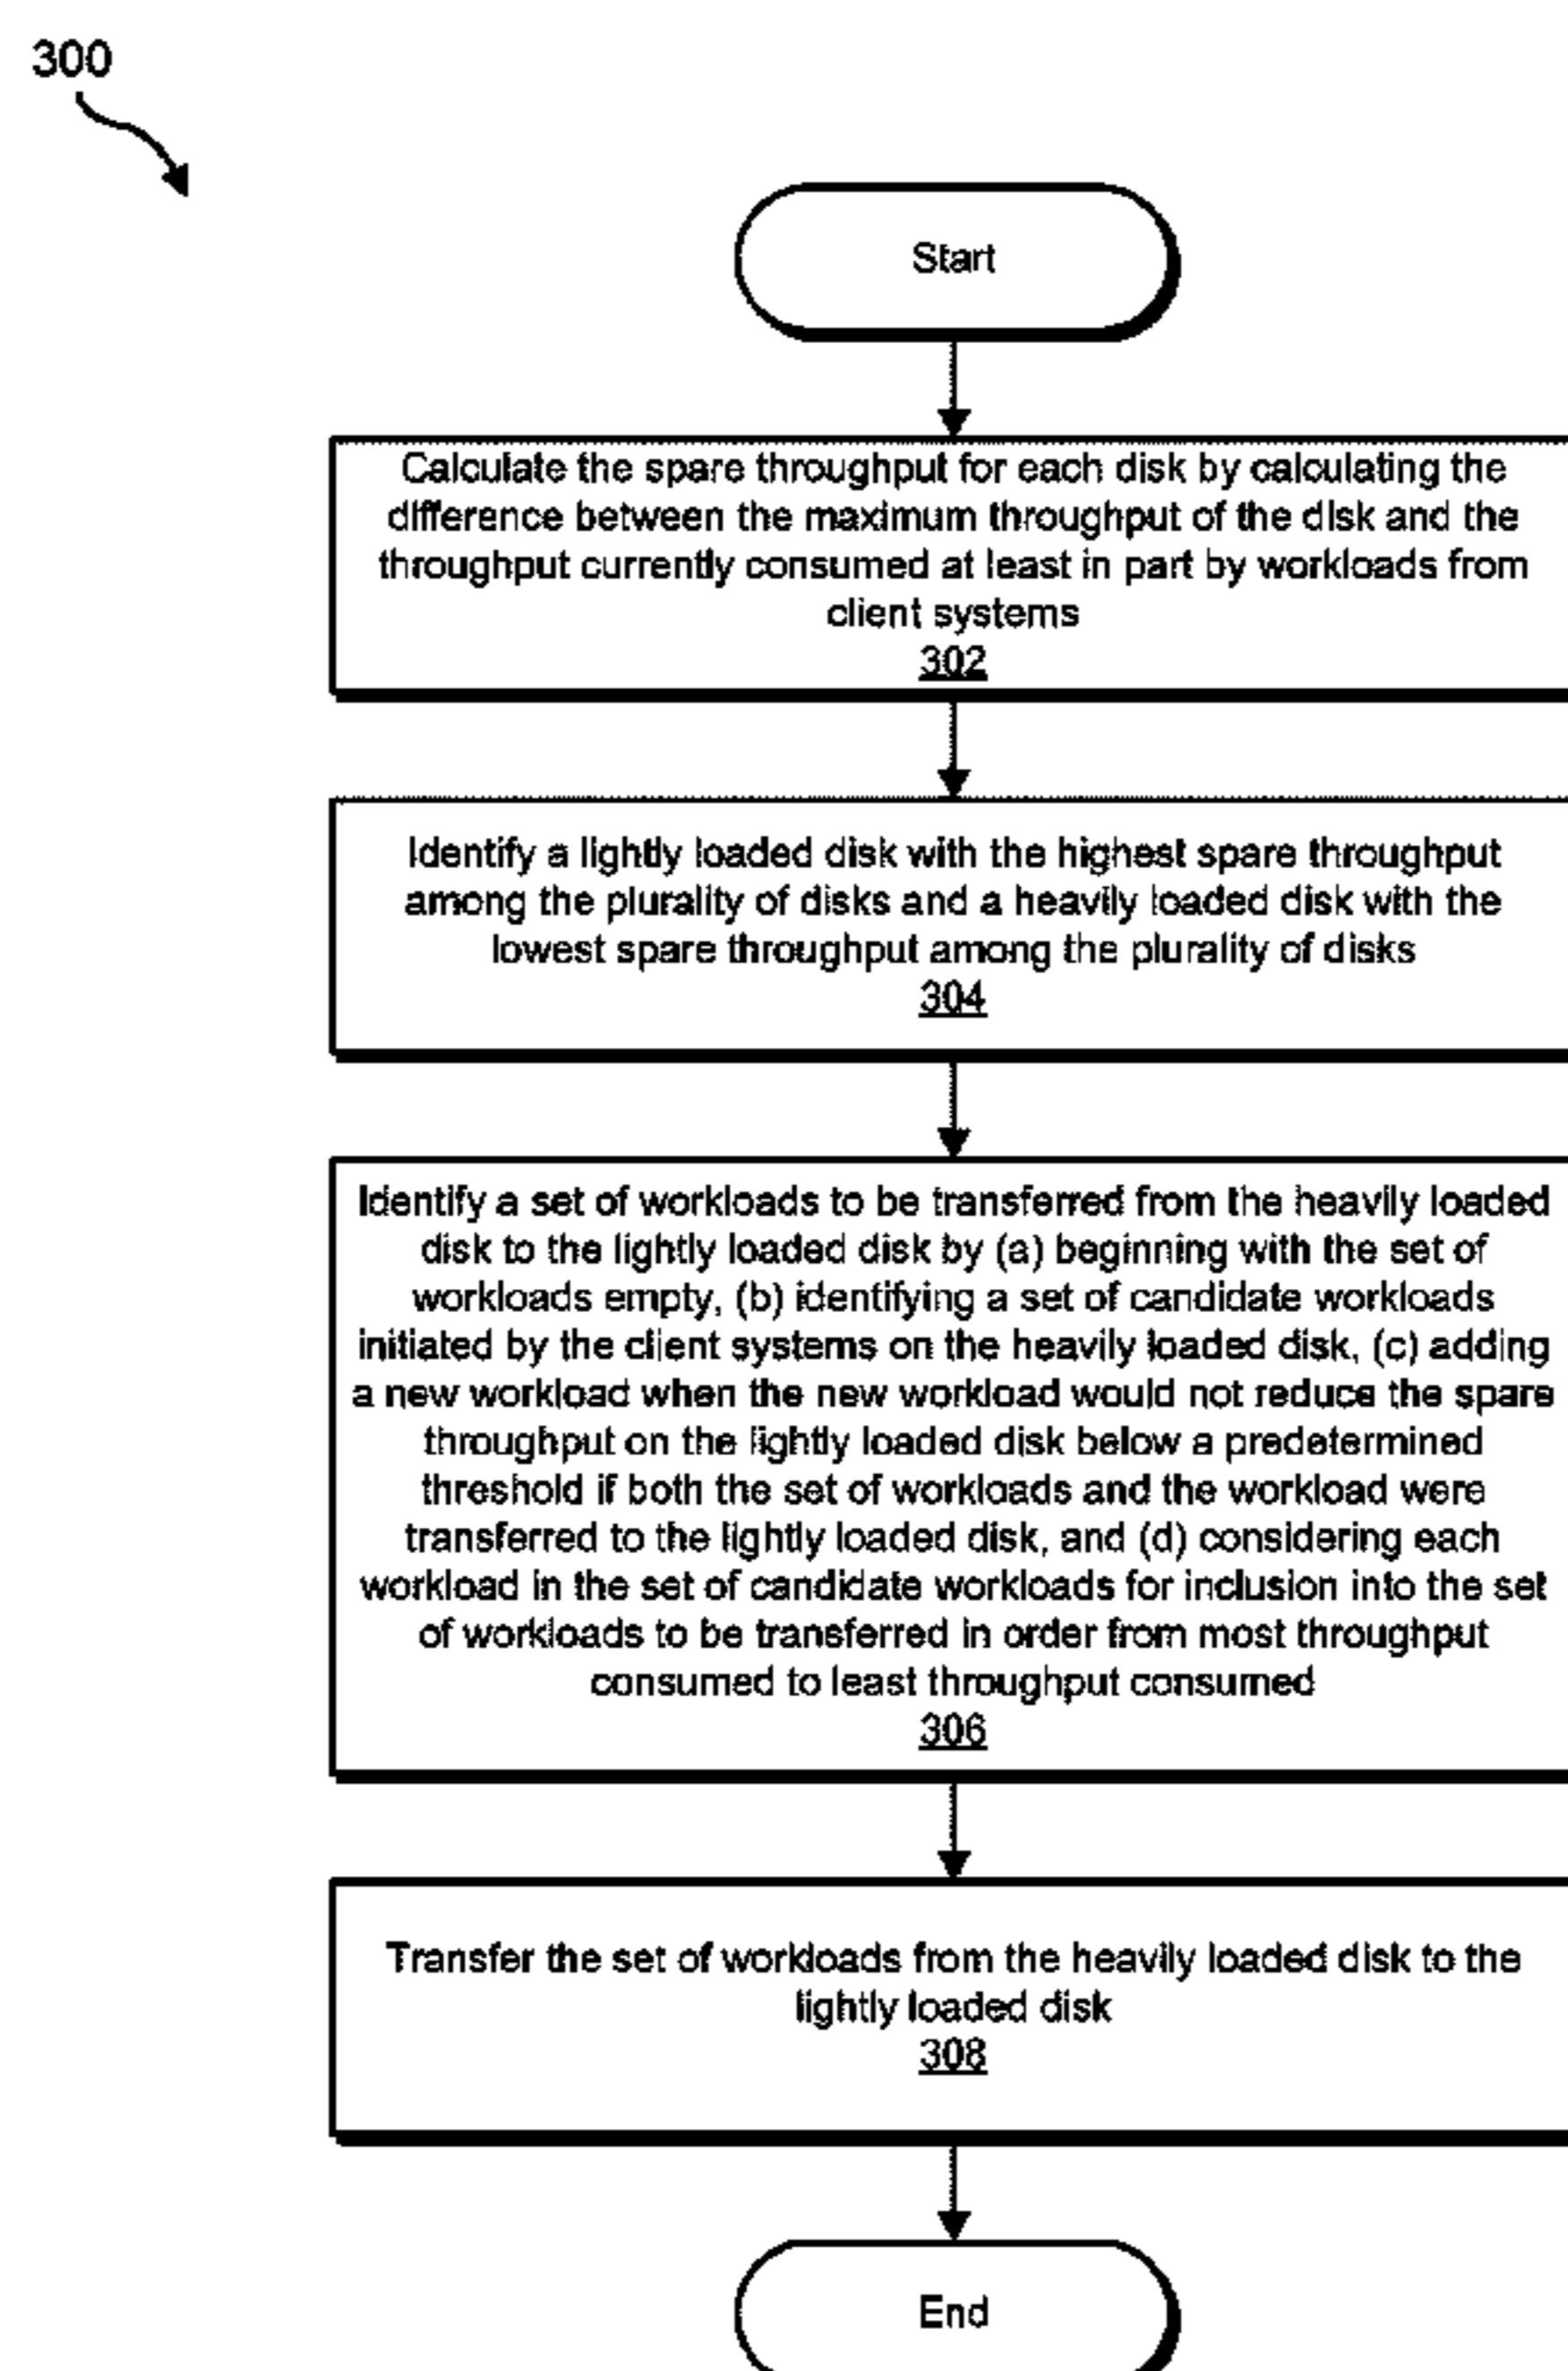 300
Start
Calculate the spare throughput for each disk by calculating the
difference between the maximum throughput of the disk and the
throughput currently consumed at least in part by workloads from
client systems
302
Identify a lightly loaded disk with the highest spare throughput
among the plurality of disks and a heavily loaded disk with the
lowest spare throughput among the plurality of disks
304
Identify a set of workloads to be transferred from the heavily loaded
disk to the lightly loaded disk by (a) beginning with the set of
workloads empty, (b) identifying a set of candidate workloads
initiated by the client systems on the heavily loaded disk, (c) adding
a new workload when the new workload would not reduce the spare
throughput on the lightly loaded disk below a predetermined
threshold if both the set of workloads and the workload were
transferred to the lightly loaded disk, and (d) considering each
workload in the set of candidate workloads for inclusion into the set
of workloads to be transferred in order from most throughput
consumed to least throughput consumed
306
Transfer the set of workloads from the heavily loaded disk to the
lightly loaded disk
308
End